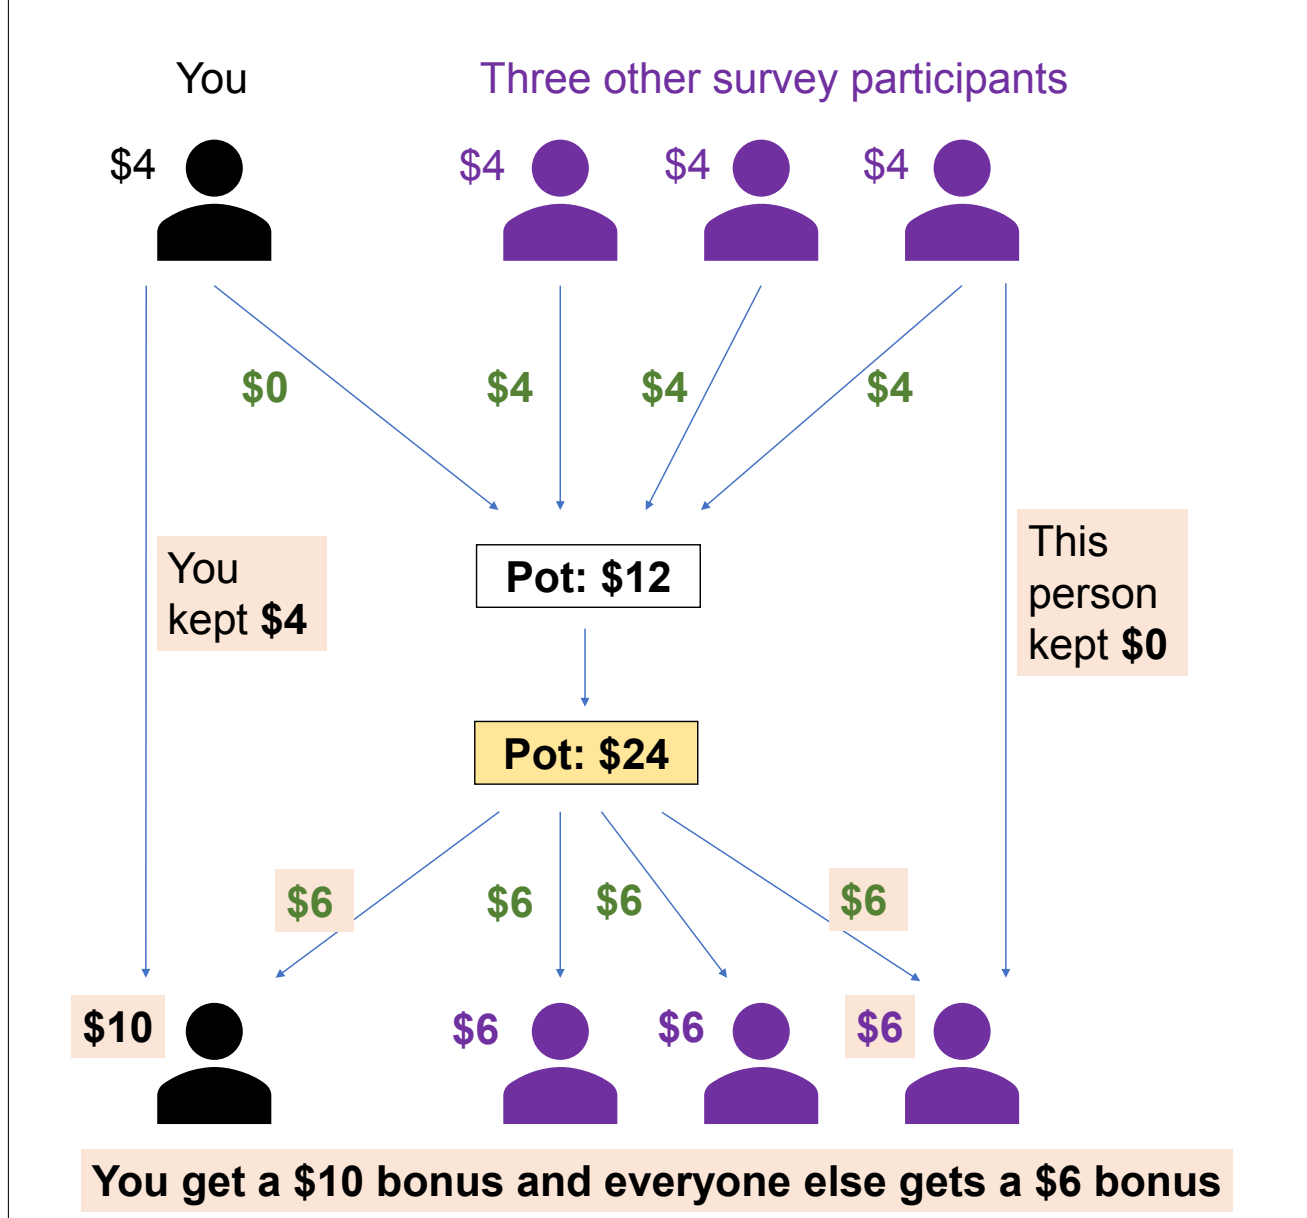 You
Three other survey participants
$4
$4
$4
$4
$0
$4
$4
$4
You
kept $4
This
person
kept $0
Pot: $12
Pot: $24
$6
$6
$6
$6
$10
$6
$6
$6
You get a $10 bonus and everyone else gets a $6 bonus